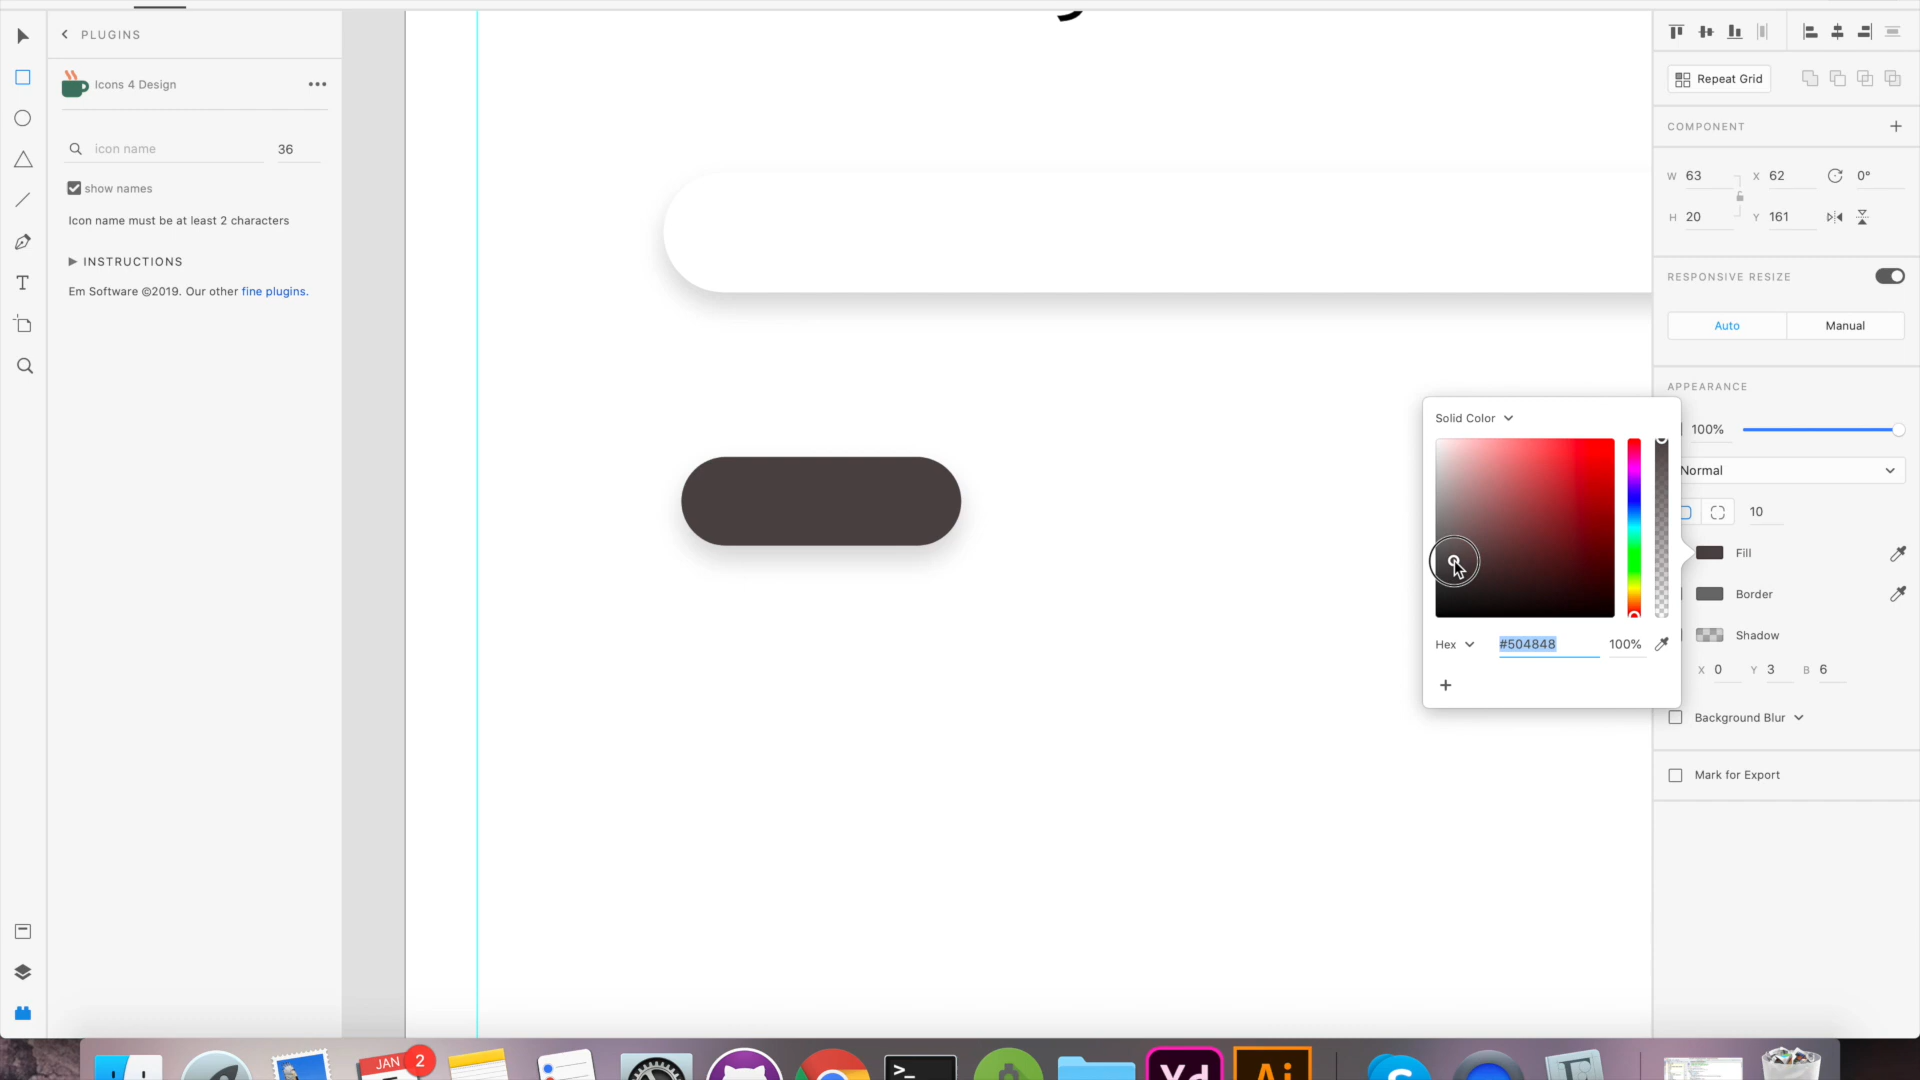 PLUGINS
Icons 4 Design
icon name
36
show names
Icon name must be at least 2 characters
INSTRUCTIONS
Em Software ©2019. Our other fine plugins.
Repeat Grid
COMPONENT
W 63 X 62 0°
H 20 Y 161
RESPONSIVE RESIZE
Auto Manual
APPEARANCE
100%
Normal
10
Fill
Border
Shadow
X 0 Y 3 B 6
Background Blur
Mark for Export
Solid Color
Hex #504848 100%
JAN
2
>_
Xd
Ai